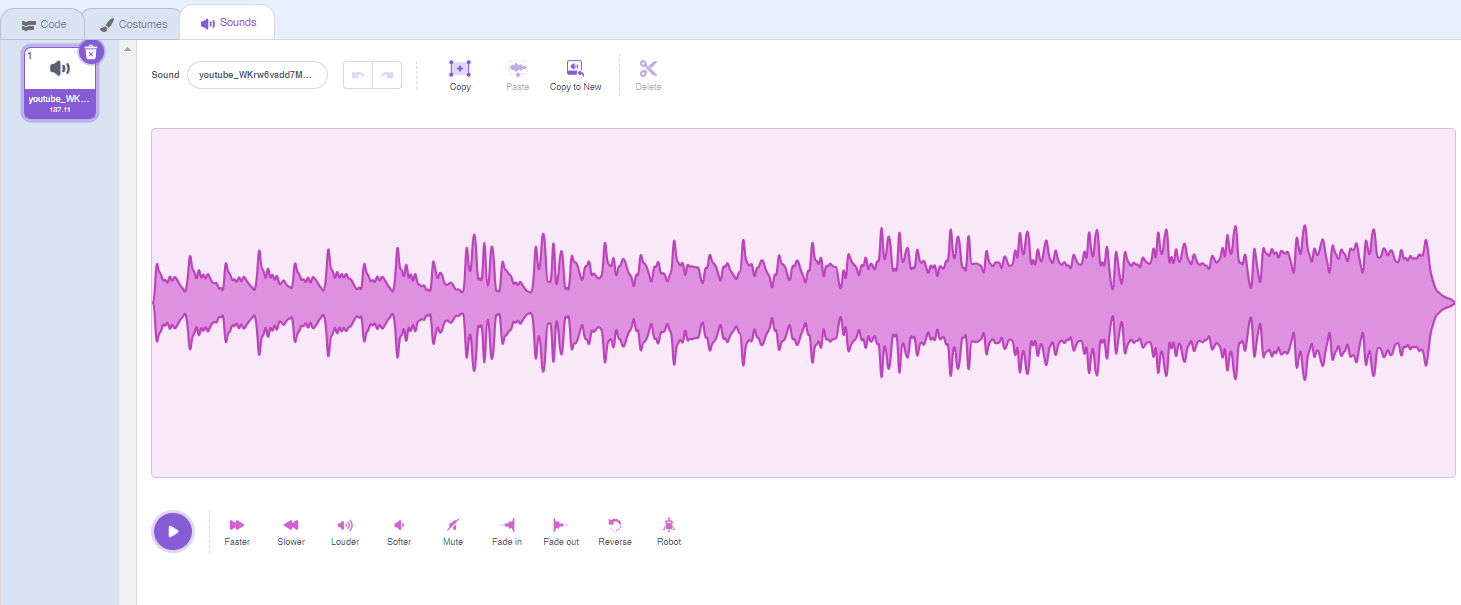 Code
Costumes
Sounds
1
youtube_WK...
187.11
Sound
youtube_WKrw6vsdd7M...
Copy
Paste
Copy to New
Delete
Faster
Slower
Louder
Softer
Mute
Fade in
Fade out
Reverse
Robot